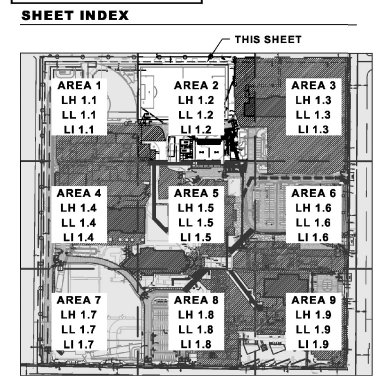 SHEET INDEX
THIS SHEET
AREA 1
LH 1.1
LL 1.1
LI 1.1
AREA 2
LH 1.2
LL 1.2
LI 1.2
AREA 3
LH 1.3
LL 1.3
LI 1.3
AREA 4
LH 1.4
LL 1.4
LI 1.4
AREA 5
LH 1.5
LL 1.5
LI 1.5
AREA 6
LH 1.6
LL 1.6
LI 1.6
AREA 7
LH 1.7
LL 1.7
LI 1.7
AREA 8
LH 1.8
LL 1.8
LI 1.8
AREA 9
LH 1.9
LL 1.9
LI 1.9